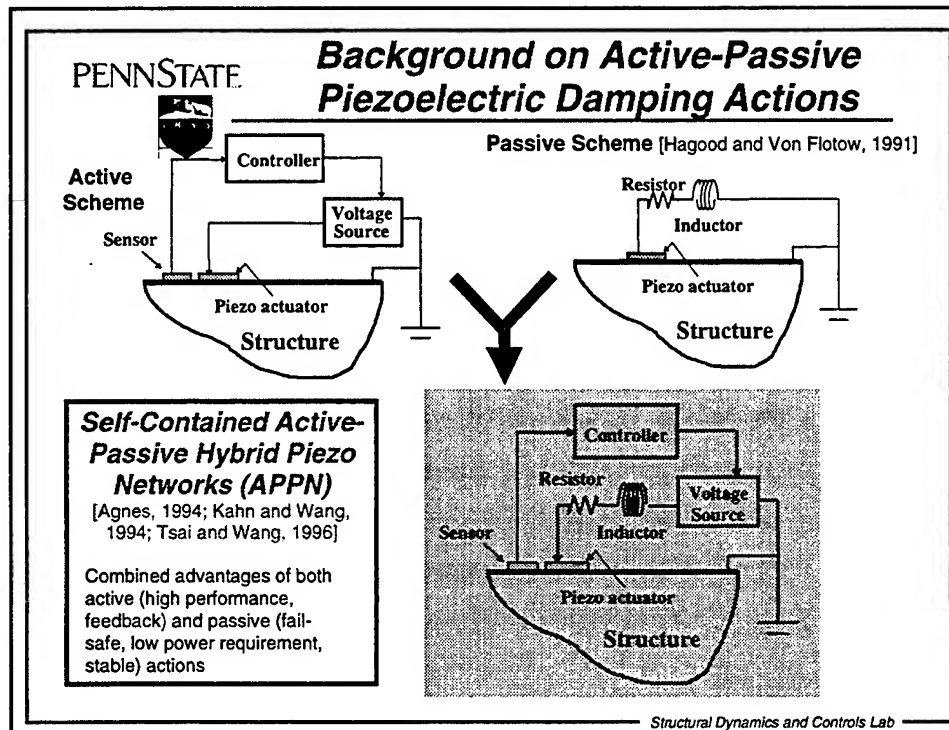 PENNSTATE
Background on Active-Passive
Piezoelectric Damping Actions
Passive Scheme [Hagood and Von Flotow, 1991]
Active
Scheme
Controller
Voltage
Source
Sensor
Piezo actuator
Structure
Resistor
Inductor
Piezo actuator
Structure
Self-Contained Active-
Passive Hybrid Piezo
Networks (APPN)
[Agnes, 1994; Kahn and Wang,
1994; Tsai and Wang, 1996]
Combined advantages of both
active (high performance,
feedback) and passive (fail-
safe, low power requirement,
stable) actions
Controller
Resistor
Voltage
Source
Inductor
Sensor
Piezo actuator
Structure
Structural Dynamics and Controls Lab